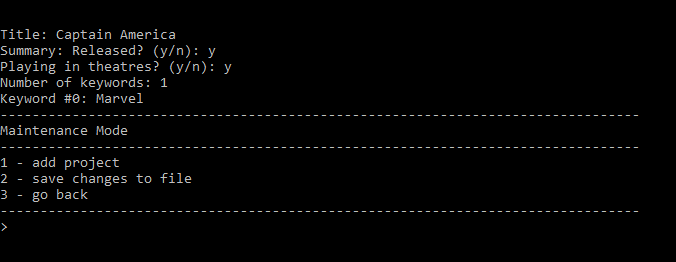 Title: Captain America
Summary: Released? (y/n): y
Playing in theatres? (y/n): y
Number of keywords: 1
Keyword #0: Marvel
--------------------------------------------------------------------------------
Maintenance Mode
--------------------------------------------------------------------------------
1 - add project
2 - save changes to file
3 - go back
--------------------------------------------------------------------------------
>